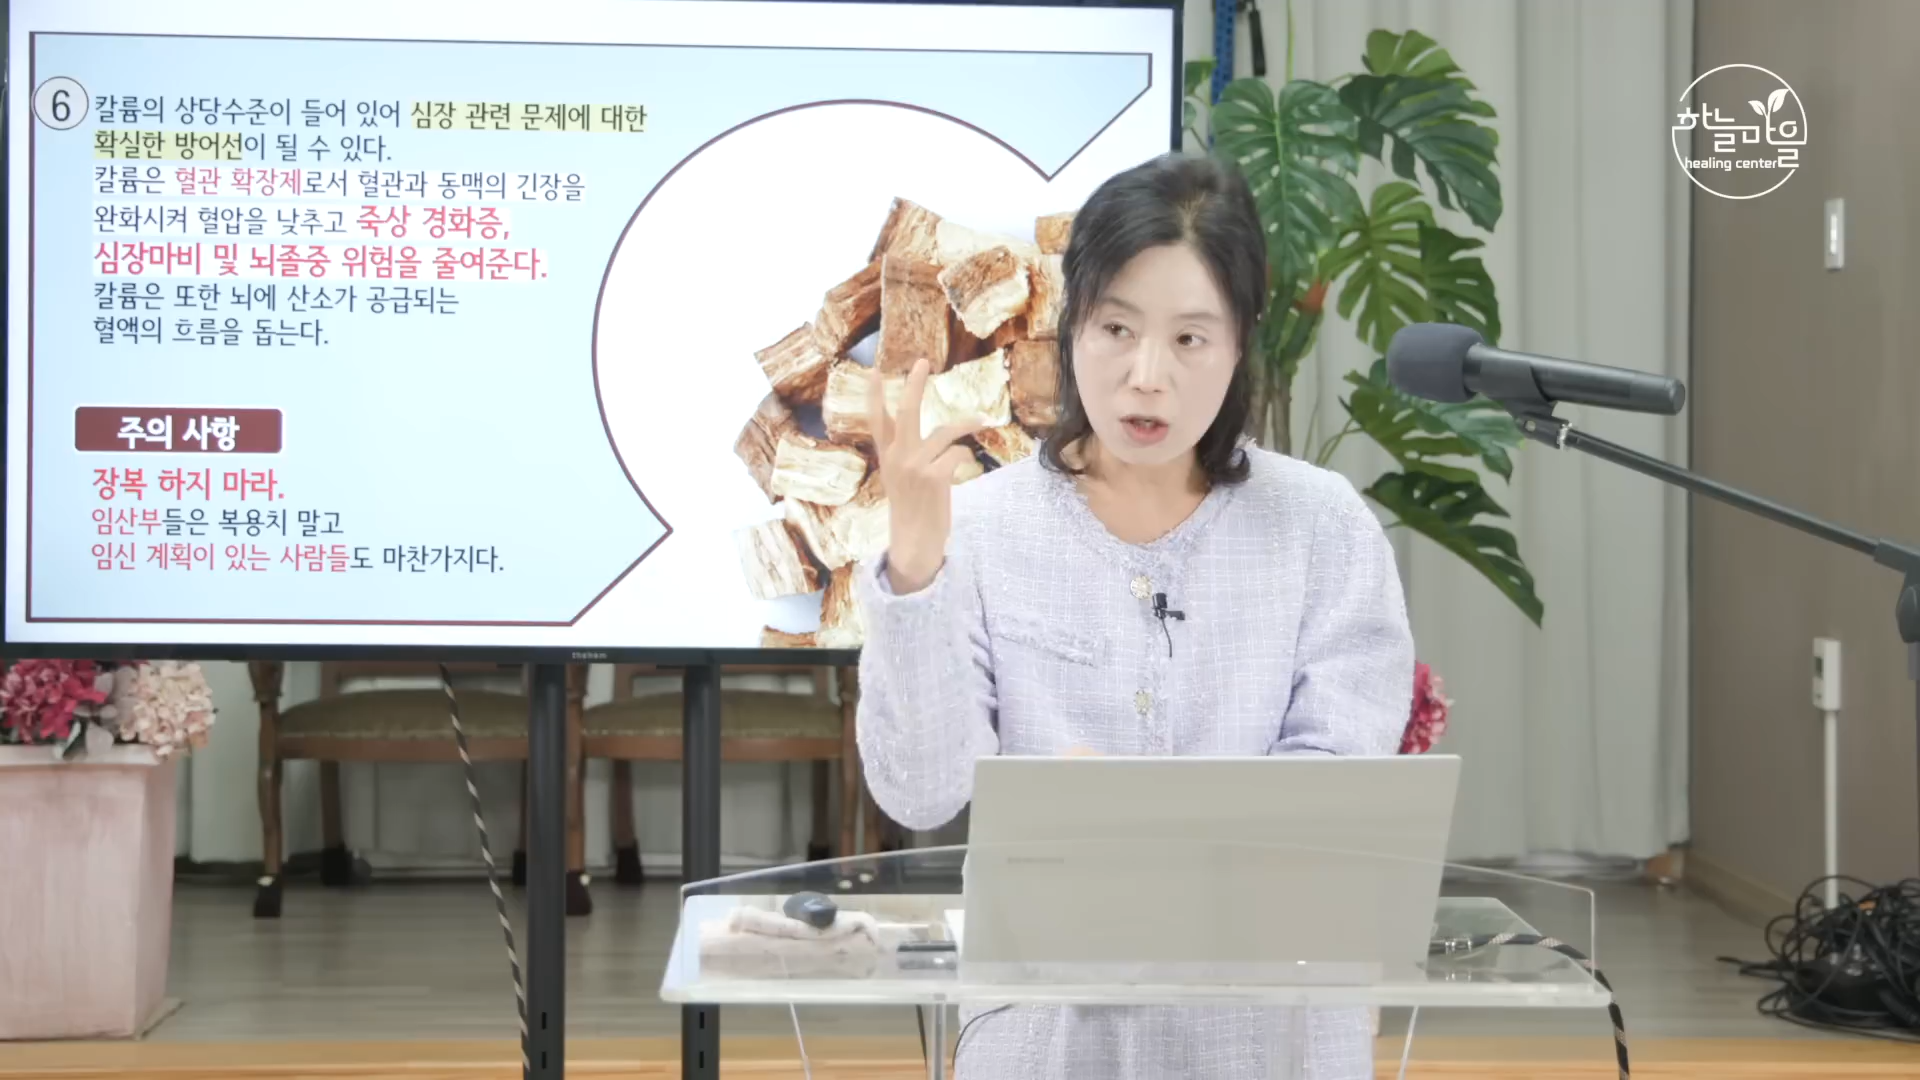 6
칼륨의 상당수준이 들어 있어 심장 관련 문제에 대한
확실한 방어선이 될 수 있다.
칼륨은 혈관 확장제로서 혈관과 동맥의 긴장을
완화시켜 혈압을 낮추고 죽상 경화증,
심장마비 및 뇌졸중 위험을 줄여준다.
칼륨은 또한 뇌에 산소가 공급되는
혈액의 흐름을 돕는다.
주의 사항
장복 하지 마라.
임산부들은 복용치 말고
임신 계획이 있는 사람들도 마찬가지다.
하늘마을
healing center